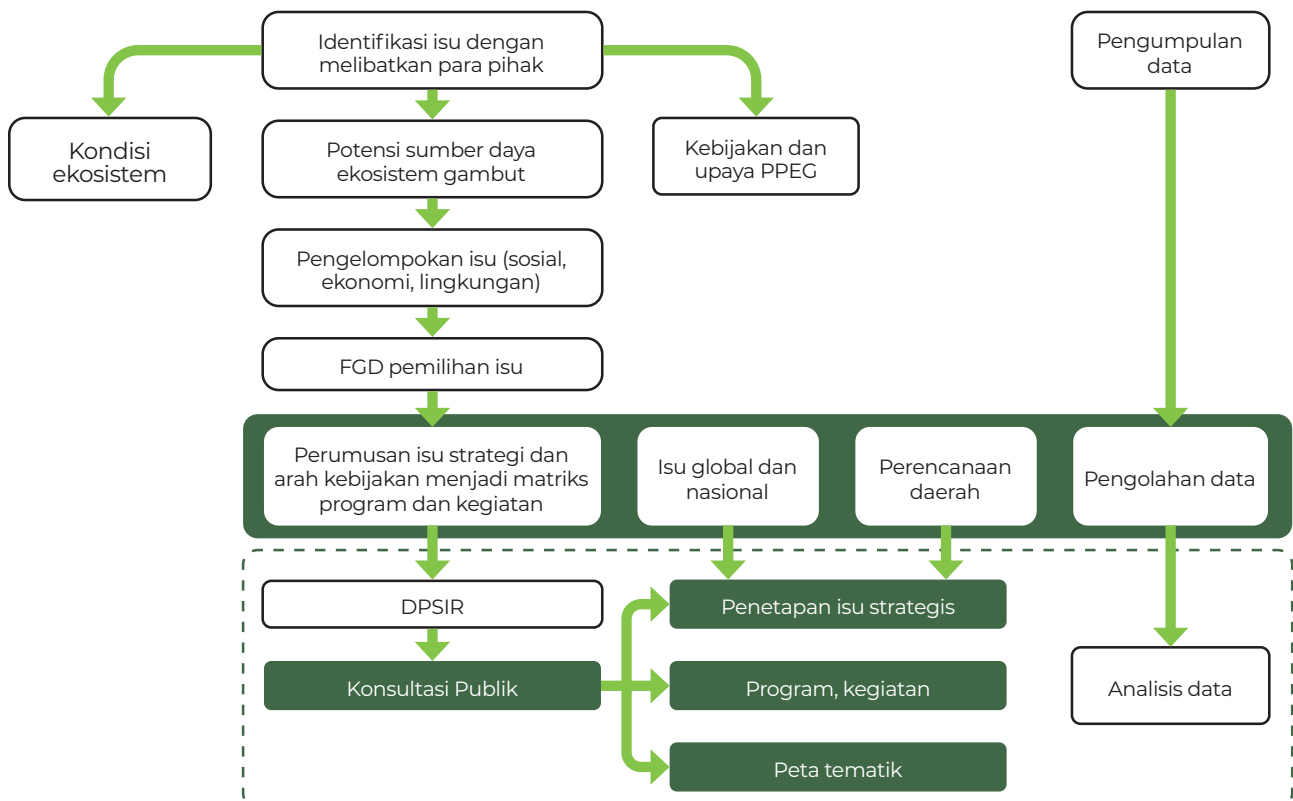 Identifikasi isu dengan
melibatkan para pihak
Pengumpulan
data
Kondisi
ekosistem
Potensi sumber daya
ekosistem gambut
Kebijakan dan
upaya PPEG
Pengelompokan isu (sosial,
ekonomi, lingkungan)
FGD pemilihan isu
Perumusan isu strategi dan
arah kebijakan menjadi matriks
program dan kegiatan
Isu global dan
nasional
Perencanaan
daerah
Pengolahan data
DPSIR
Penetapan isu strategis
Konsultasi Publik
Program, kegiatan
Analisis data
Peta tematik